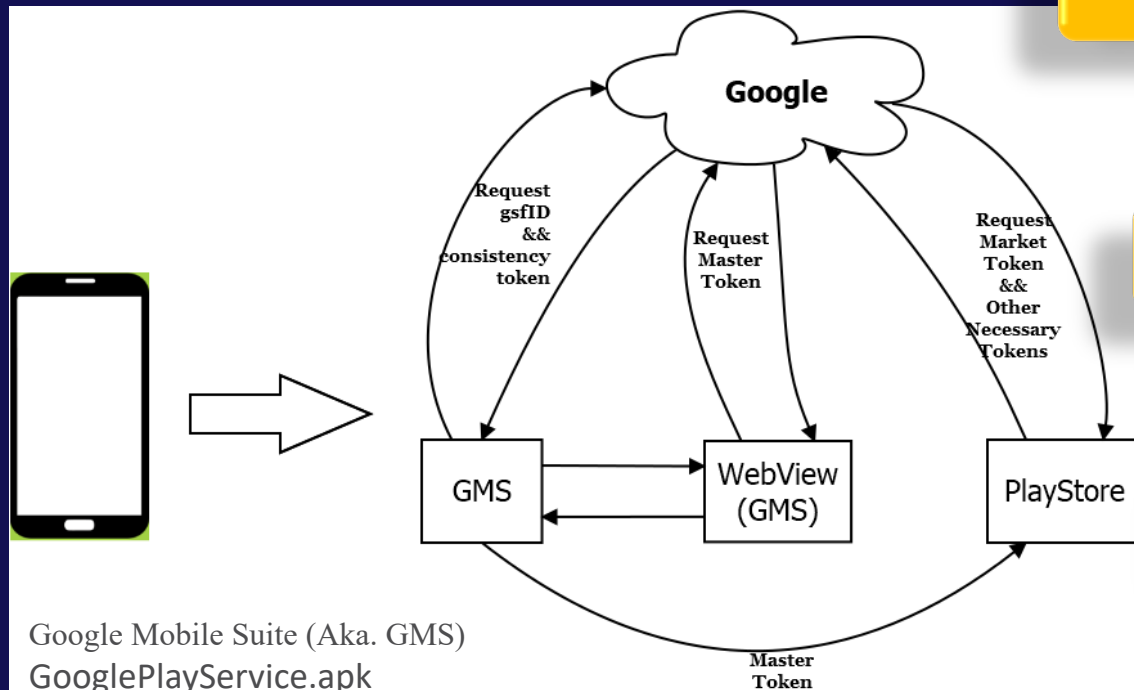 Google
Request
gsfID
&&
consistency
token
Request
Master
Token
Request
Market
Token
&&
Other
Necessary
Tokens
GMS
WebView
(GMS)
PlayStore
Google Mobile Suite (Aka. GMS)
GooglePlayService.apk
Master
Token